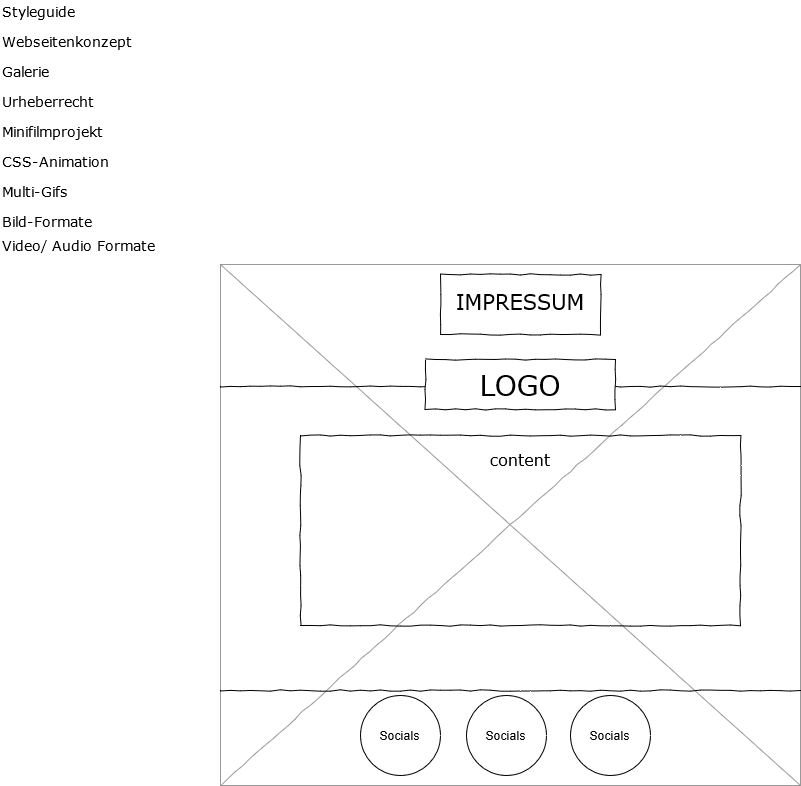 Styleguide
Webseitenkonzept
Galerie
Urheberrecht
Minifilmprojekt
CSS-Animation
Multi-Gifs
Bild-Formate
Video/ Audio Formate
IMPRESSUM
LOGO
content
Socials Socials Socials